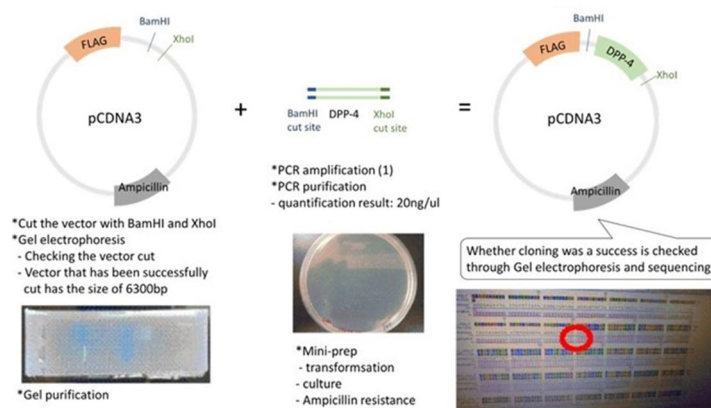 BamHI
XhoI
FLAG
pCDNA3
Ampicillin
+
BamHI
cut site
DPP-4
XhoI
cut site
=
BamHI
FLAG
DPP-4
XhoI
pCDNA3
Ampicillin
*Cut the vector with BamHI and XhoI
*Gel electrophoresis
- Checking the vector cut
- Vector that has been successfully
cut has the size of 6300bp
*Gel purification
*PCR amplification (1)
*PCR purification
- quantification result: 20ng/ul
*Mini-prep
- transformsation
- culture
- Ampicillin resistance
Whether cloning was a success is checked
through Gel electrophoresis and sequencing